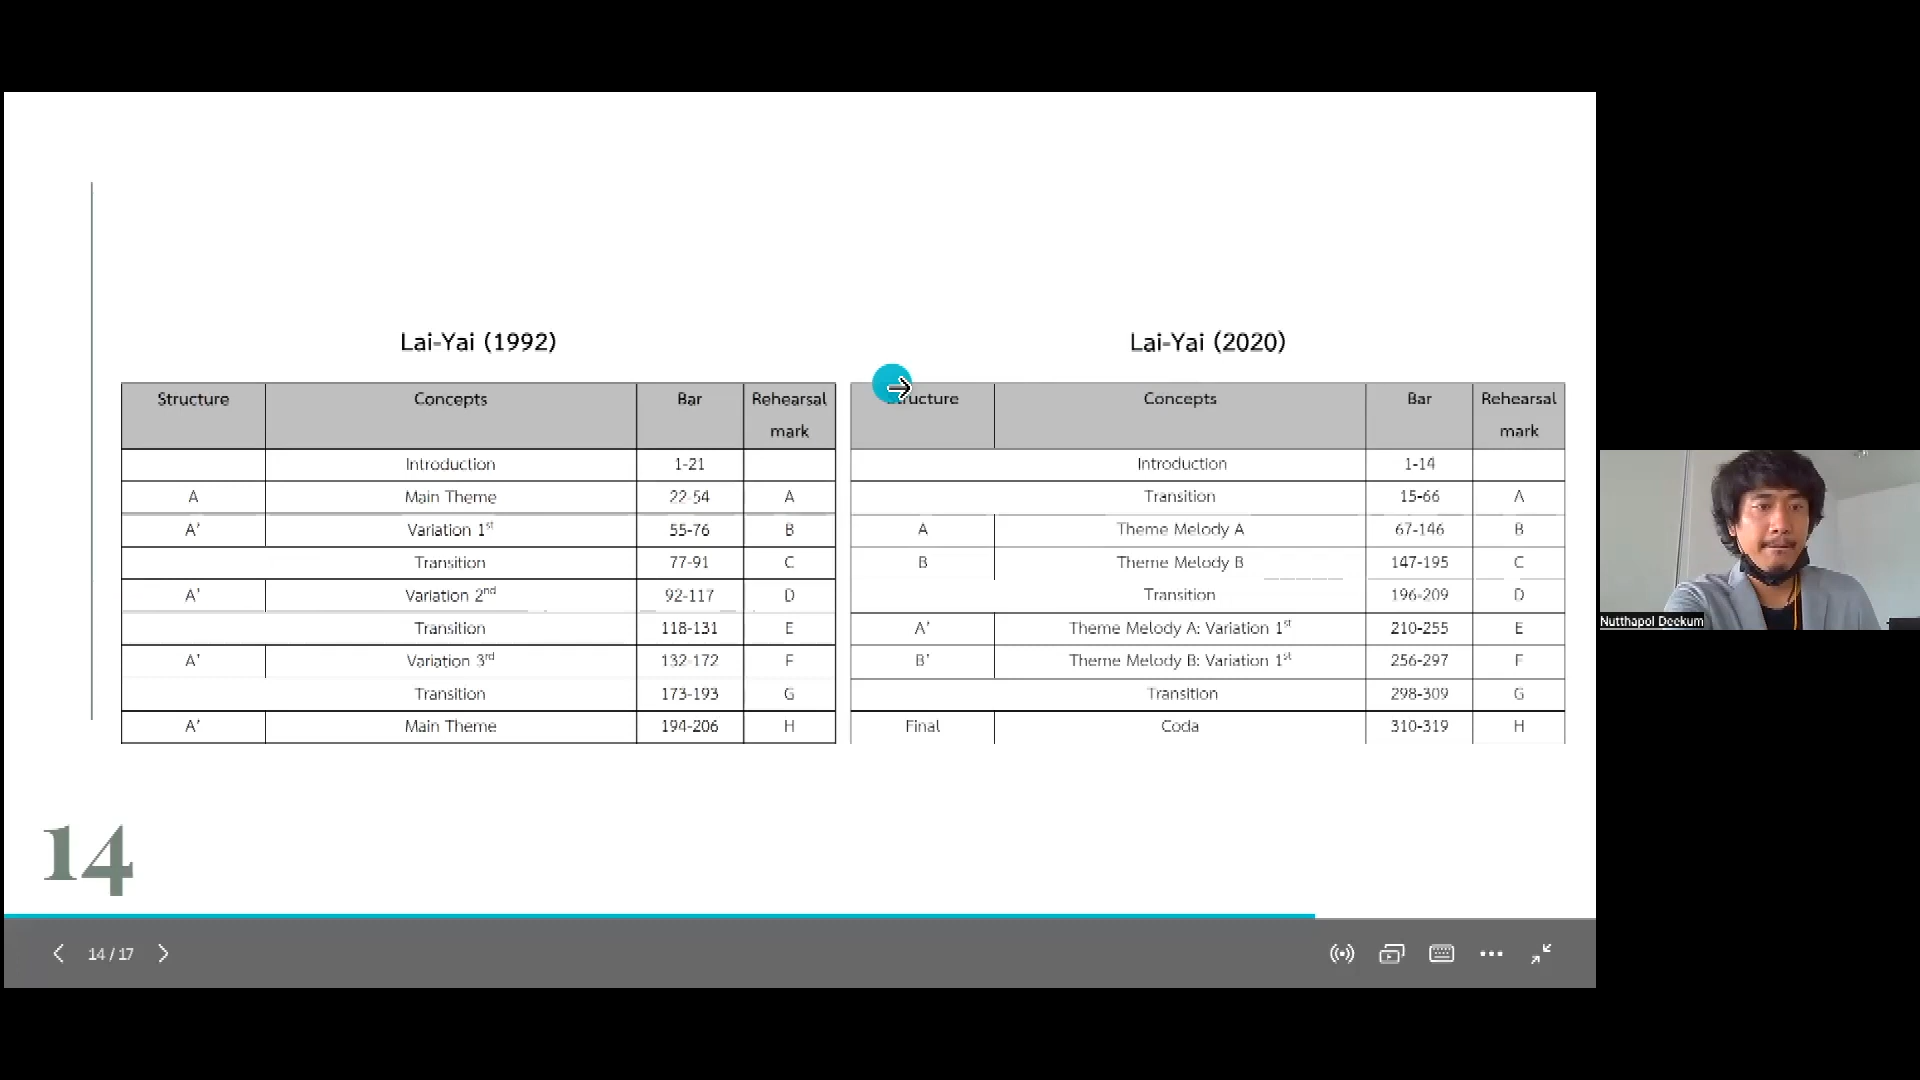 Lai-Yai (1992)
Structure Concepts Bar Rehearsal mark
Introduction 1-21
A Main Theme 22-54 A
A' Variation 1st 55-76 B
Transition 77-91 C
A' Variation 2nd 92-117 D
Transition 118-131 E
A' Variation 3rd 132-172 F
Transition 173-193 G
A' Main Theme 194-206 H
Lai-Yai (2020)
Structure Concepts Bar Rehearsal mark
Introduction 1-14
Transition 15-66 A
A Theme Melody A 67-146 B
B Theme Melody B 147-195 C
Transition 196-209 D
A' Theme Melody A: Variation 1st 210-255 E
B' Theme Melody B: Variation 1st 256-297 F
Transition 298-309 G
Final Coda 310-319 H
14
14 / 17
Nutthapol Deekum